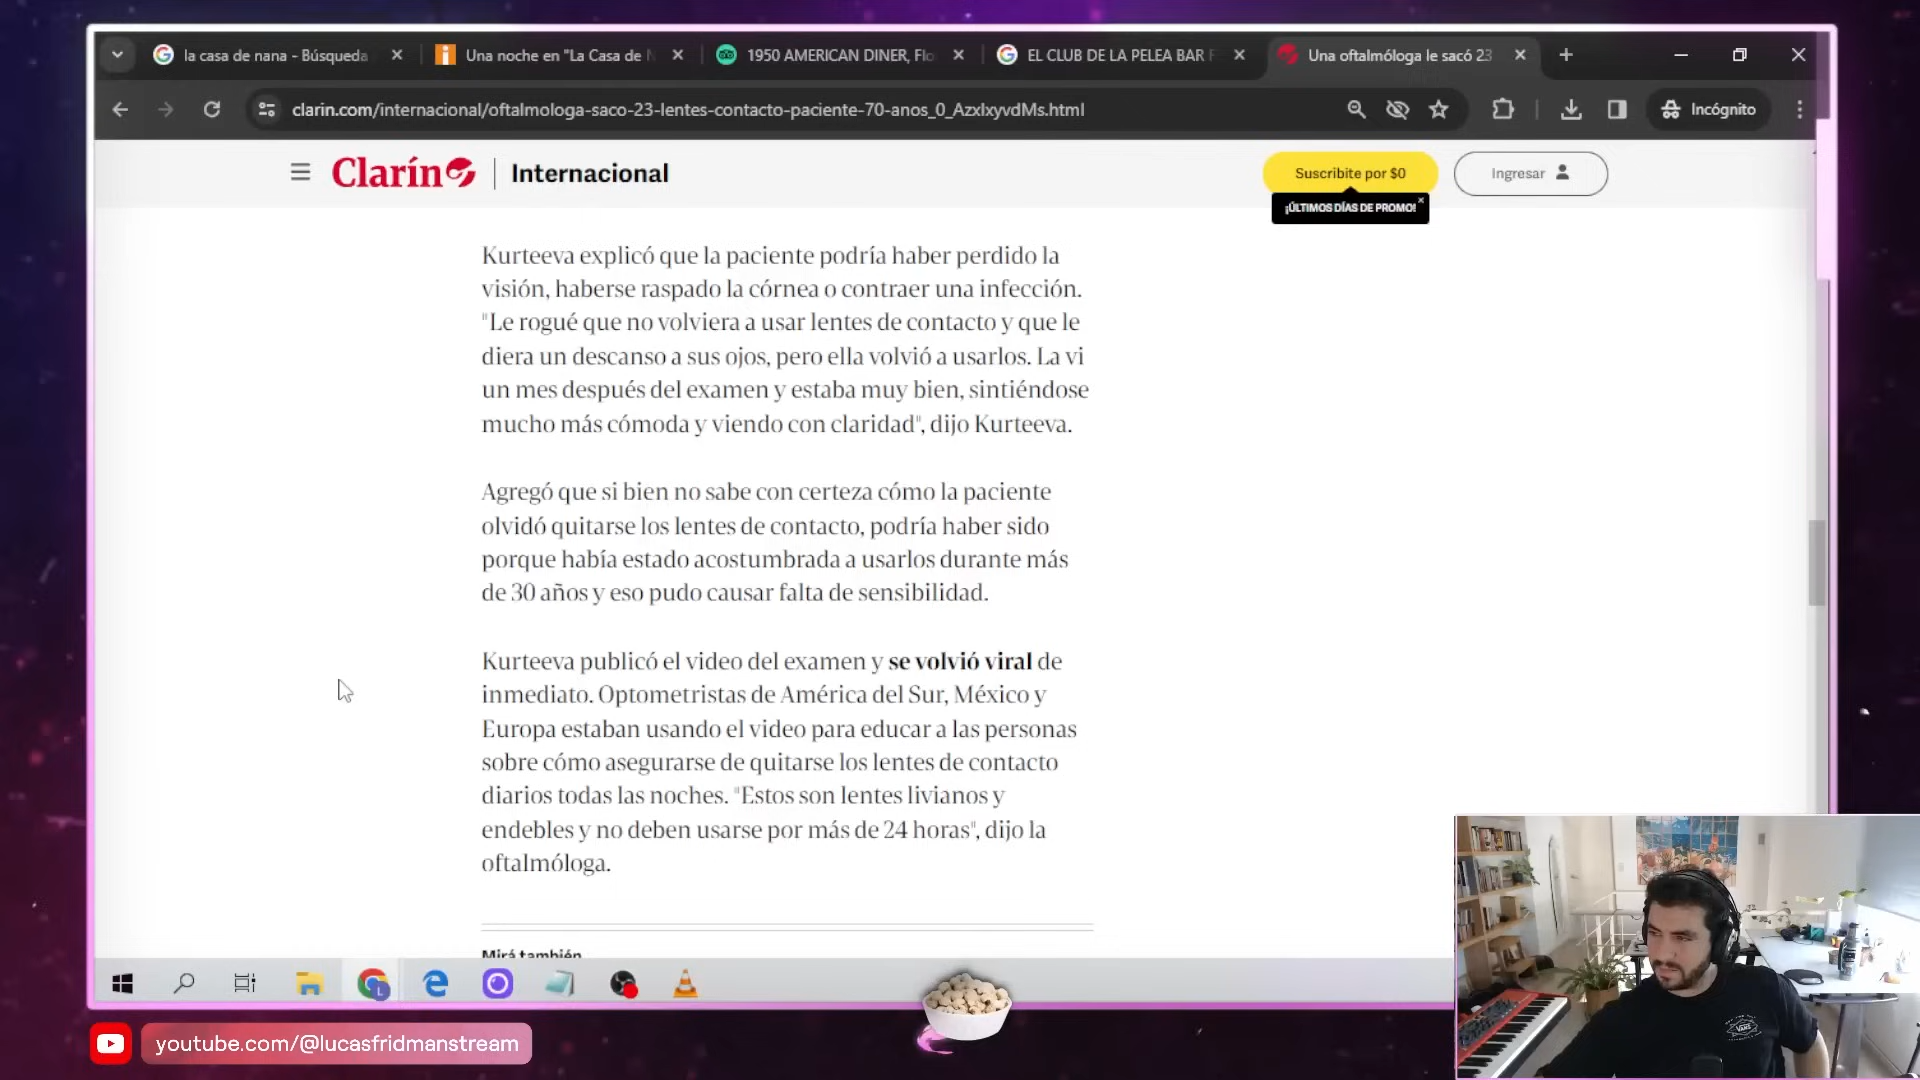 la casa de nana - Búsqueda
Una noche en "La Casa de N
1950 AMERICAN DINER, Flo
EL CLUB DE LA PELEA BAR F
Una oftalmóloga le sacó 23
clarin.com/internacional/oftalmologa-saco-23-lentes-contacto-paciente-70-anos_0_AzxlxyvdMs.html
Incógnito
Clarín
Internacional
Suscribite por $0
Ingresar
¡ÚLTIMOS DÍAS DE PROMO!
Kurteeva explicó que la paciente podría haber perdido la
visión, haberse raspado la córnea o contraer una infección.
"Le rogué que no volviera a usar lentes de contacto y que le
diera un descanso a sus ojos, pero ella volvió a usarlos. La vi
un mes después del examen y estaba muy bien, sintiéndose
mucho más cómoda y viendo con claridad", dijo Kurteeva.
Agregó que si bien no sabe con certeza cómo la paciente
olvidó quitarse los lentes de contacto, podría haber sido
porque había estado acostumbrada a usarlos durante más
de 30 años y eso pudo causar falta de sensibilidad.
Kurteeva publicó el video del examen y se volvió viral de
inmediato. Optometristas de América del Sur, México y
Europa estaban usando el video para educar a las personas
sobre cómo asegurarse de quitarse los lentes de contacto
diarios todas las noches. "Estos son lentes livianos y
endebles y no deben usarse por más de 24 horas", dijo la
oftalmóloga.
Mirá también
youtube.com/@lucasfridmanstream